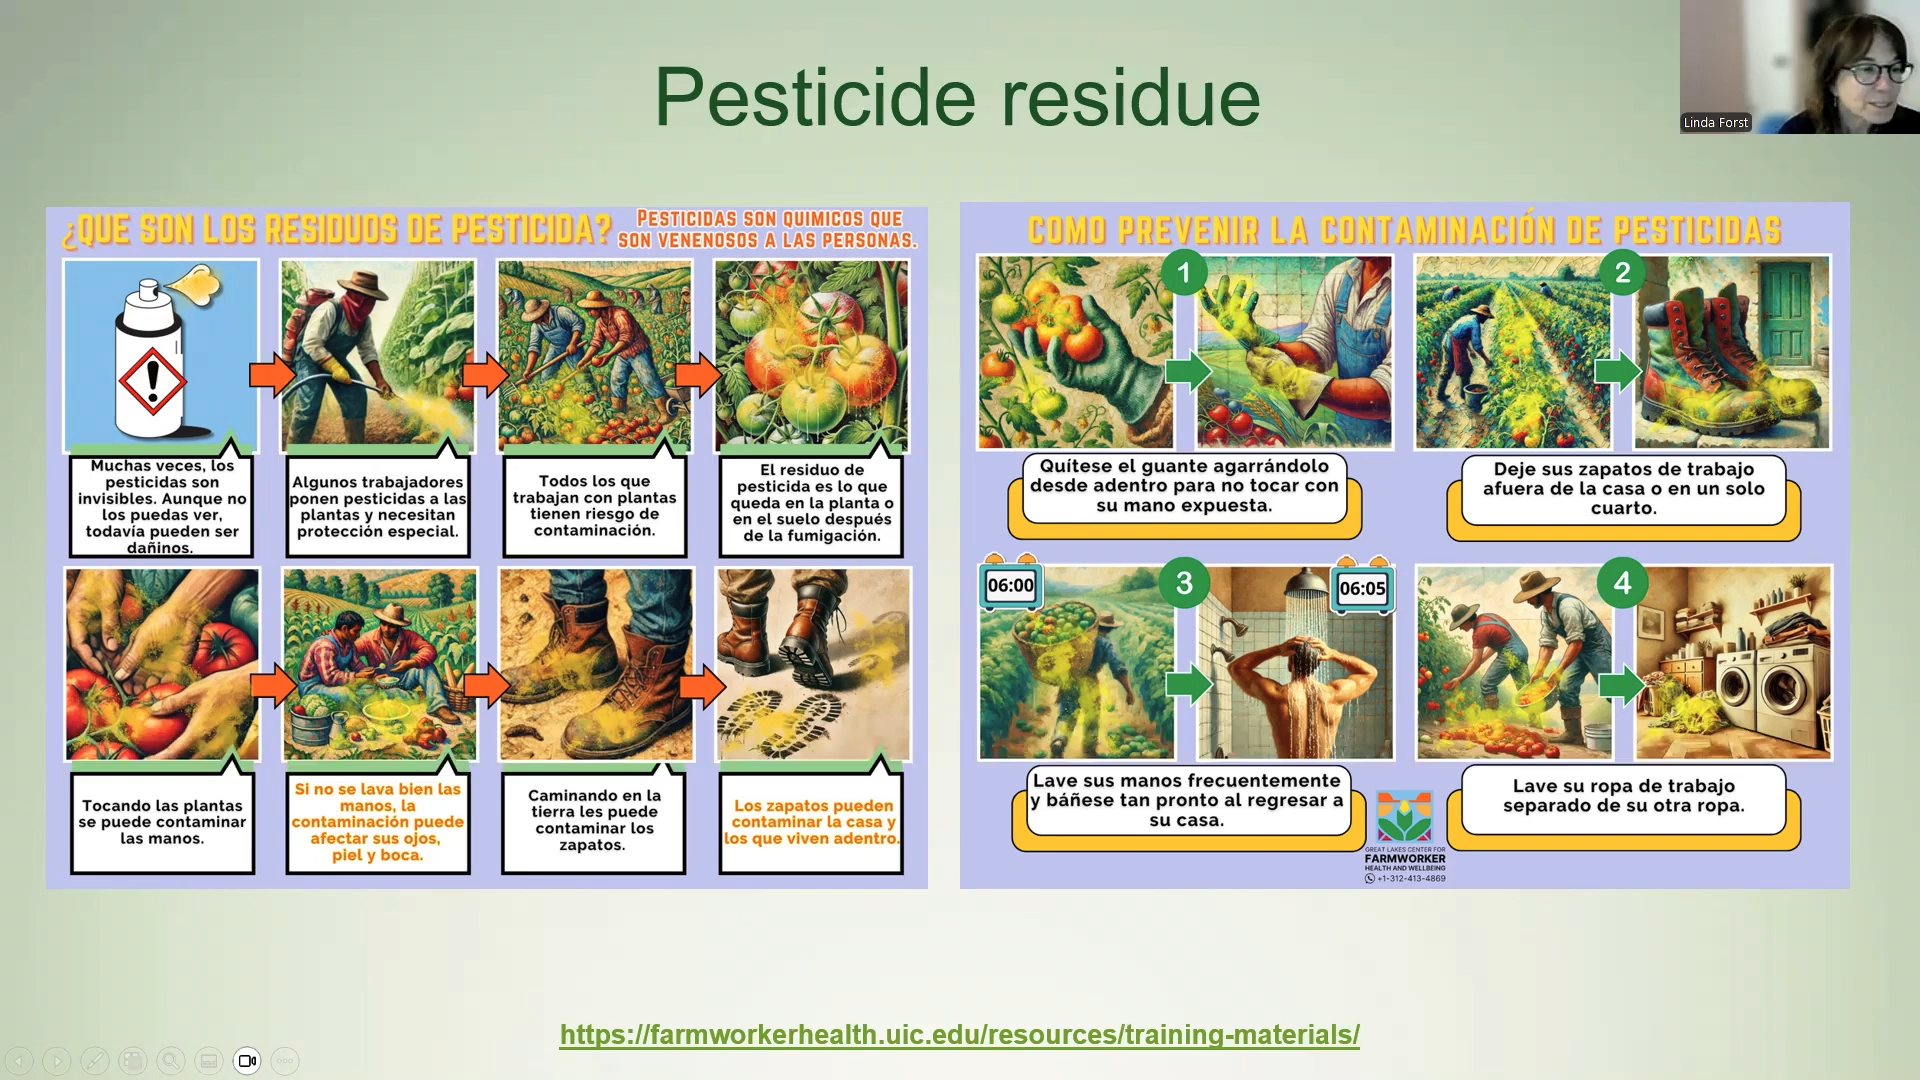 Pesticide residue
Linda Forst
¿QUE SON LOS RESIDUOS DE PESTICIDA?
PESTICIDAS SON QUIMICOS QUE
SON VENENOSOS A LAS PERSONAS.
Muchas veces, los
pesticidas son
invisibles. Aunque no
los puedas ver,
todavía pueden ser
dañinos.
Algunos trabajadores
ponen pesticidas a las
plantas y necesitan
protección especial.
Todos los que
trabajan con plantas
tienen riesgo de
contaminación.
El residuo de
pesticida es lo que
queda en la planta o
en el suelo después
de la fumigación.
Tocando las plantas
se puede contaminar
las manos.
Si no se lava bien las
manos, la
contaminación puede
afectar sus ojos,
piel y boca.
Caminando en la
tierra les puede
contaminar los
zapatos.
Los zapatos pueden
contaminar la casa y
los que viven adentro.
COMO PREVENIR LA CONTAMINACIÓN DE PESTICIDAS
1
Quítese el guante agarrándolo
desde adentro para no tocar con
su mano expuesta.
2
Deje sus zapatos de trabajo
afuera de la casa o en un solo
cuarto.
06:00
3
06:05
Lave sus manos frecuentemente
y báñese tan pronto al regresar a
su casa.
4
Lave su ropa de trabajo
separado de su otra ropa.
GREAT LAKES CENTER FOR
FARMWORKER
HEALTH AND WELLBEING
+1-312-413-4869
https://farmworkerhealth.uic.edu/resources/training-materials/